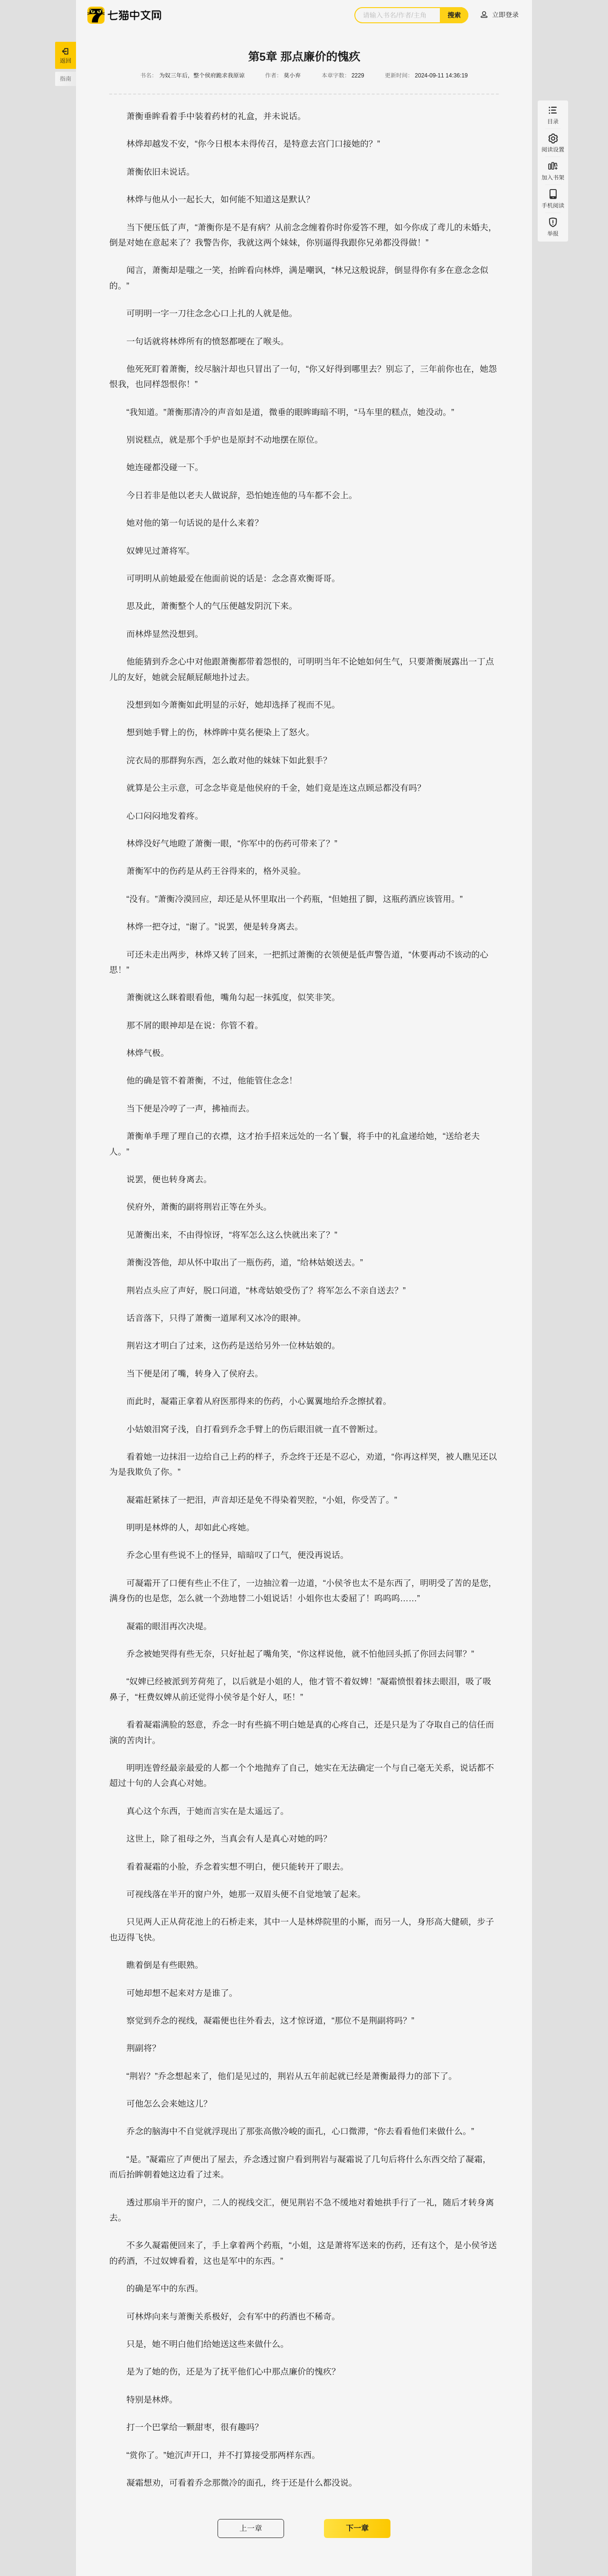 七猫中文网
请输入书名/作者/主角
搜索
立即登录
返回
指南
目录
阅读设置
加入书架
手机阅读
举报
第5章 那点廉价的愧疚
书名: 为奴三年后，整个侯府跪求我原谅 作者: 莫小弃 本章字数: 2229 更新时间: 2024-09-11 14:36:19
萧衡垂眸看着手中装着药材的礼盒，并未说话。
林烨却越发不安，“你今日根本未得传召，是特意去宫门口接她的？”
萧衡依旧未说话。
林烨与他从小一起长大，如何能不知道这是默认？
当下便压低了声，“萧衡你是不是有病？从前念念缠着你时你爱答不理，如今你成了鸢儿的未婚夫，
倒是对她在意起来了？我警告你，我就这两个妹妹，你别逼得我跟你兄弟都没得做！”
闻言，萧衡却是嗤之一笑，抬眸看向林烨，满是嘲讽，“林兄这般说辞，倒显得你有多在意念念似
的。”
可明明一字一刀往念念心口上扎的人就是他。
一句话就将林烨所有的愤怒都哽在了喉头。
他死死盯着萧衡，绞尽脑汁却也只冒出了一句，“你又好得到哪里去？别忘了，三年前你也在，她怨
恨我，也同样怨恨你！”
“我知道。”萧衡那清冷的声音如是道，微垂的眼眸晦暗不明，“马车里的糕点，她没动。”
别说糕点，就是那个手炉也是原封不动地摆在原位。
她连碰都没碰一下。
今日若非是他以老夫人做说辞，恐怕她连他的马车都不会上。
她对他的第一句话说的是什么来着？
奴婢见过萧将军。
可明明从前她最爱在他面前说的话是：念念喜欢衡哥哥。
思及此，萧衡整个人的气压便越发阴沉下来。
而林烨显然没想到。
他能猜到乔念心中对他跟萧衡都带着怨恨的，可明明当年不论她如何生气，只要萧衡展露出一丁点
儿的友好，她就会屁颠屁颠地扑过去。
没想到如今萧衡如此明显的示好，她却选择了视而不见。
想到她手臂上的伤，林烨眸中莫名便染上了怒火。
浣衣局的那群狗东西，怎么敢对他的妹妹下如此狠手？
就算是公主示意，可念念毕竟是他侯府的千金，她们竟是连这点顾忌都没有吗？
心口闷闷地发着疼。
林烨没好气地瞪了萧衡一眼，“你军中的伤药可带来了？”
萧衡军中的伤药是从药王谷得来的，格外灵验。
“没有。”萧衡冷漠回应，却还是从怀里取出一个药瓶，“但她扭了脚，这瓶药酒应该管用。”
林烨一把夺过，“谢了。”说罢，便是转身离去。
可还未走出两步，林烨又转了回来，一把抓过萧衡的衣领便是低声警告道，“休要再动不该动的心
思！”
萧衡就这么眯着眼看他，嘴角勾起一抹弧度，似笑非笑。
那不屑的眼神却是在说：你管不着。
林烨气极。
他的确是管不着萧衡，不过，他能管住念念！
当下便是冷哼了一声，拂袖而去。
萧衡单手理了理自己的衣襟，这才抬手招来远处的一名丫鬟，将手中的礼盒递给她，“送给老夫
人。”
说罢，便也转身离去。
侯府外，萧衡的副将荆岩正等在外头。
见萧衡出来，不由得惊讶，“将军怎么这么快就出来了？”
萧衡没答他，却从怀中取出了一瓶伤药，道，“给林姑娘送去。”
荆岩点头应了声好，脱口问道，“林鸢姑娘受伤了？将军怎么不亲自送去？”
话音落下，只得了萧衡一道犀利又冰冷的眼神。
荆岩这才明白了过来，这伤药是送给另外一位林姑娘的。
当下便是闭了嘴，转身入了侯府去。
而此时，凝霜正拿着从府医那得来的伤药，小心翼翼地给乔念擦拭着。
小姑娘泪窝子浅，自打看到乔念手臂上的伤后眼泪就一直不曾断过。
看着她一边抹泪一边给自己上药的样子，乔念终于还是不忍心，劝道，“你再这样哭，被人瞧见还以
为是我欺负了你。”
凝霜赶紧抹了一把泪，声音却还是免不得染着哭腔，“小姐，你受苦了。”
明明是林烨的人，却如此心疼她。
乔念心里有些说不上的怪异，暗暗叹了口气，便没再说话。
可凝霜开了口便有些止不住了，一边抽泣着一边道，“小侯爷也太不是东西了，明明受了苦的是您，
满身伤的也是您，怎么就一个劲地替二小姐说话！小姐你也太委屈了！呜呜呜……”
凝霜的眼泪再次决堤。
乔念被她哭得有些无奈，只好扯起了嘴角笑，“你这样说他，就不怕他回头抓了你回去问罪？”
“奴婢已经被派到芳荷苑了，以后就是小姐的人，他才管不着奴婢！”凝霜愤恨着抹去眼泪，吸了吸
鼻子，“枉费奴婢从前还觉得小侯爷是个好人，呸！”
看着凝霜满脸的怒意，乔念一时有些搞不明白她是真的心疼自己，还是只是为了夺取自己的信任而
演的苦肉计。
明明连曾经最亲最爱的人都一个个地抛弃了自己，她实在无法确定一个与自己毫无关系，说话都不
超过十句的人会真心对她。
真心这个东西，于她而言实在是太遥远了。
这世上，除了祖母之外，当真会有人是真心对她的吗？
看着凝霜的小脸，乔念着实想不明白，便只能转开了眼去。
可视线落在半开的窗户外，她那一双眉头便不自觉地皱了起来。
只见两人正从荷花池上的石桥走来，其中一人是林烨院里的小厮，而另一人，身形高大健硕，步子
也迈得飞快。
瞧着倒是有些眼熟。
可她却想不起来对方是谁了。
察觉到乔念的视线，凝霜便也往外看去，这才惊讶道，“那位不是荆副将吗？”
荆副将？
“荆岩？”乔念想起来了，他们是见过的，荆岩从五年前起就已经是萧衡最得力的部下了。
可他怎么会来她这儿？
乔念的脑海中不自觉就浮现出了那张高傲冷峻的面孔，心口微滞，“你去看看他们来做什么。”
“是。”凝霜应了声便出了屋去，乔念透过窗户看到荆岩与凝霜说了几句后将什么东西交给了凝霜，
而后抬眸朝着她这边看了过来。
透过那扇半开的窗户，二人的视线交汇，便见荆岩不急不缓地对着她拱手行了一礼，随后才转身离
去。
不多久凝霜便回来了，手上拿着两个药瓶，“小姐，这是萧将军送来的伤药，还有这个，是小侯爷送
的药酒，不过奴婢看着，这也是军中的东西。”
的确是军中的东西。
可林烨向来与萧衡关系极好，会有军中的药酒也不稀奇。
只是，她不明白他们给她送这些来做什么。
是为了她的伤，还是为了抚平他们心中那点廉价的愧疚？
特别是林烨。
打一个巴掌给一颗甜枣，很有趣吗？
“赏你了。”她沉声开口，并不打算接受那两样东西。
凝霜想劝，可看着乔念那微冷的面孔，终于还是什么都没说。
上一章
下一章